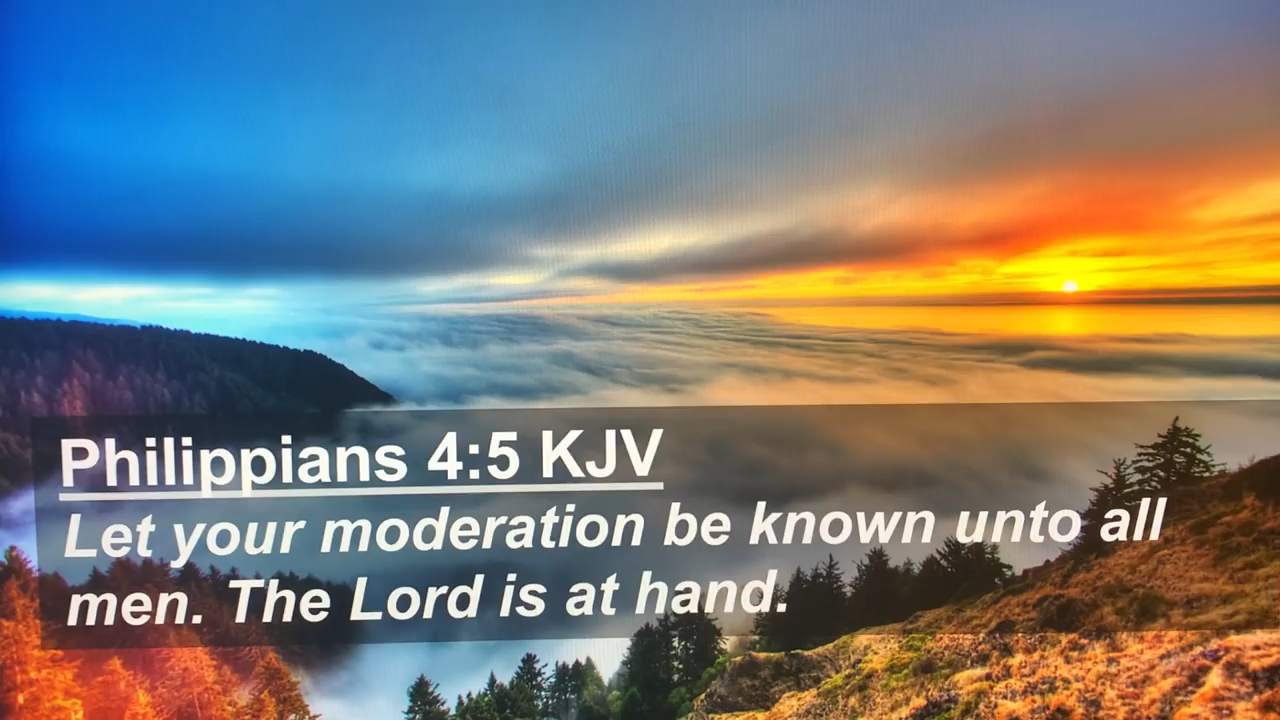 Philippians 4:5 KJV
Let your moderation be known unto all
men. The Lord is at hand.